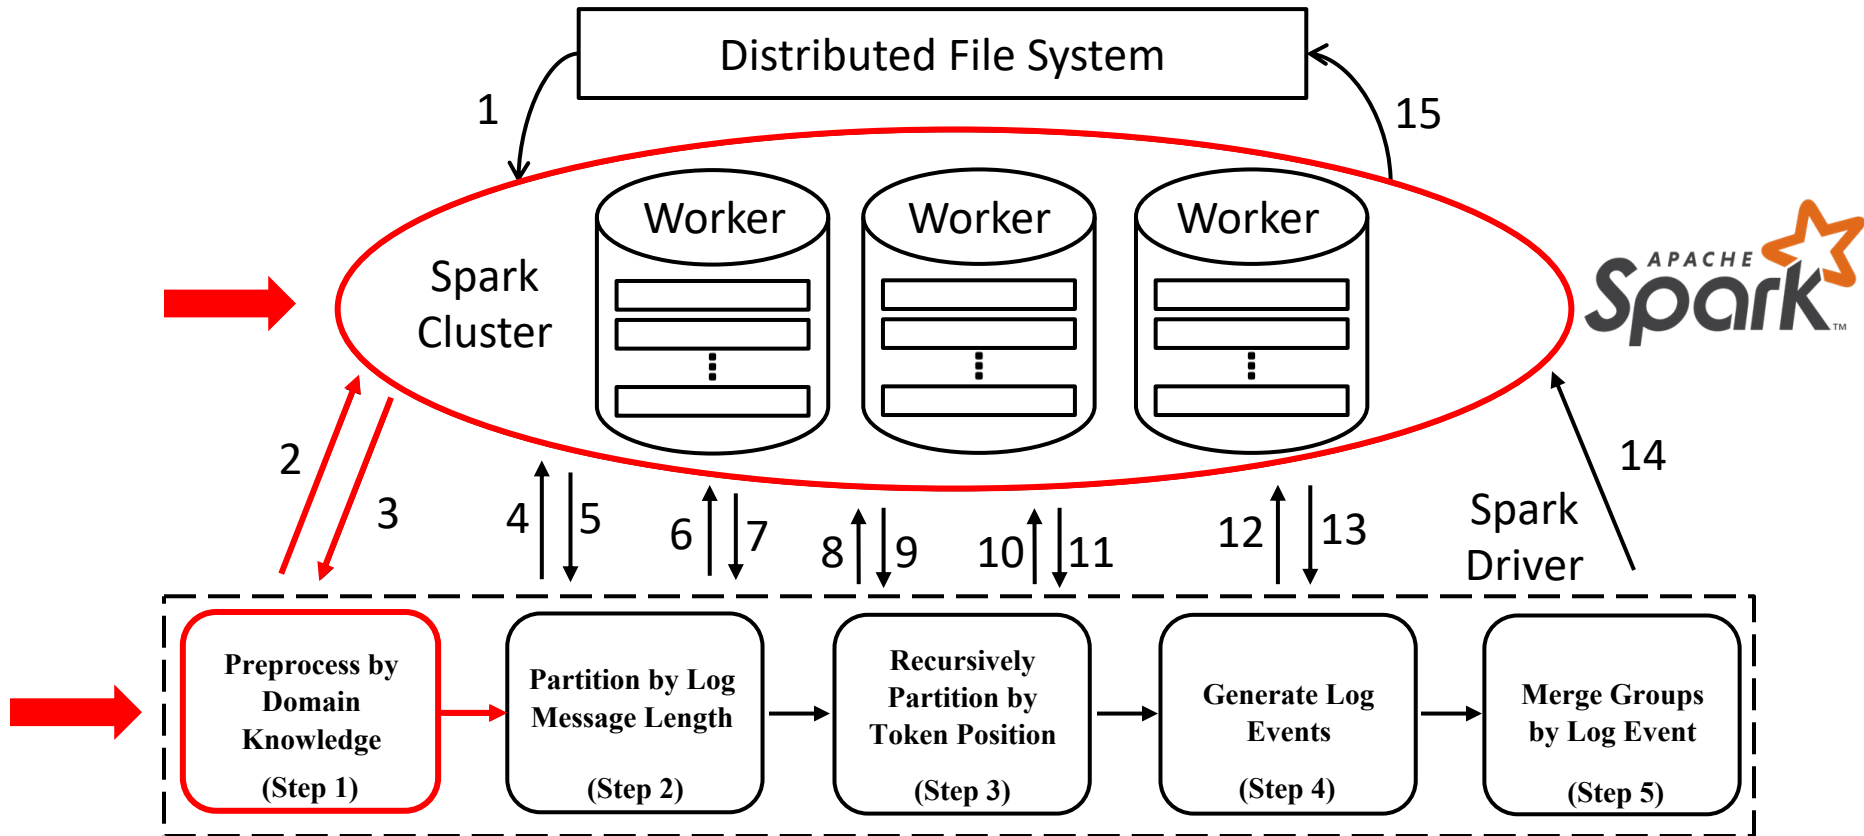 Distributed File System
1
15
Worker
Worker
Worker
Spark
Cluster
APACHE
Spark™
2
3
4
5
6
7
8
9
10
11
12
13
14
Spark
Driver
Preprocess by
Domain
Knowledge
(Step 1)
Partition by Log
Message Length
(Step 2)
Recursively
Partition by
Token Position
(Step 3)
Generate Log
Events
(Step 4)
Merge Groups
by Log Event
(Step 5)